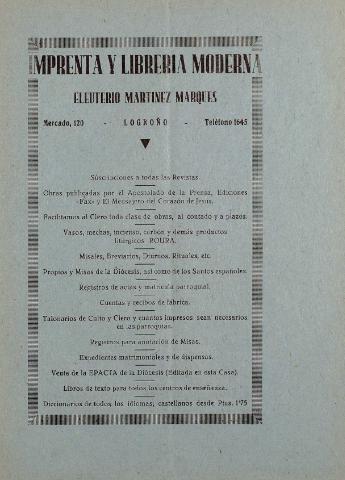 IMPRENTA Y LIBRERIA MODERNA
ELEUTERIO MARTINEZ MARQUES
Mercado, 120 - LOGROÑO - Teléfono 1645
Suscripciones a todas las Revistas.
Obras publicadas por el Apostolado de la Prensa, Ediciones
«Fax» y El Mensajero del Corazón de Jesús.
Facilitamos al Clero toda clase de obras, al contado y a plazos.
Vasos, mechas, incienso, carbón y demás productos
litúrgicos ROURA.
Misales, Breviarios, Diurnos, Rituales, etc.
Propios y Misas de la Diócesis, así como de los Santos españoles.
Registros de actas y matrícula parroquial.
Cuentas y recibos de fábrica.
Talonarios de Culto y Clero y cuantos impresos sean necesarios
en las parroquias.
Registros para anotación de Misas.
Expedientes matrimoniales y de dispensas.
Venta de la EPACTA de la Diócesis (Editada en esta Casa).
Libros de texto para todos los centros de enseñanza.
Diccionarios de todos los idiomas, castellanos desde Ptas. 1'75